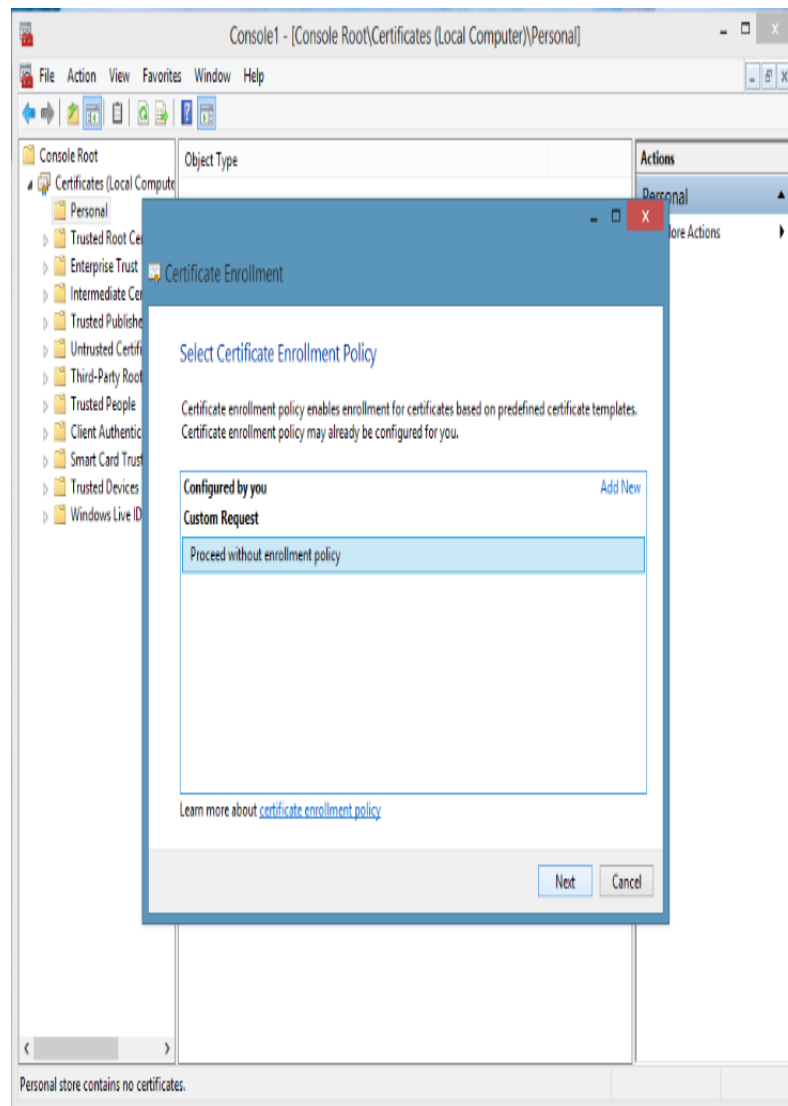 Console1 - [Console Root\Certificates (Local Computer)\Personal]
File Action View Favorites Window Help
Console Root
Certificates (Local Compute
Personal
Trusted Root Cer
Enterprise Trust
Intermediate Cer
Trusted Publishe
Untrusted Certifi
Third-Party Root
Trusted People
Client Authentic
Smart Card Trust
Trusted Devices
Windows Live ID
Object Type
Actions
Personal
ore Actions
Certificate Enrollment
Select Certificate Enrollment Policy
Certificate enrollment policy enables enrollment for certificates based on predefined certificate templates.
Certificate enrollment policy may already be configured for you.
Configured by you Add New
Custom Request
Proceed without enrollment policy
Learn more about certificate enrollment policy
Next Cancel
Personal store contains no certificates.